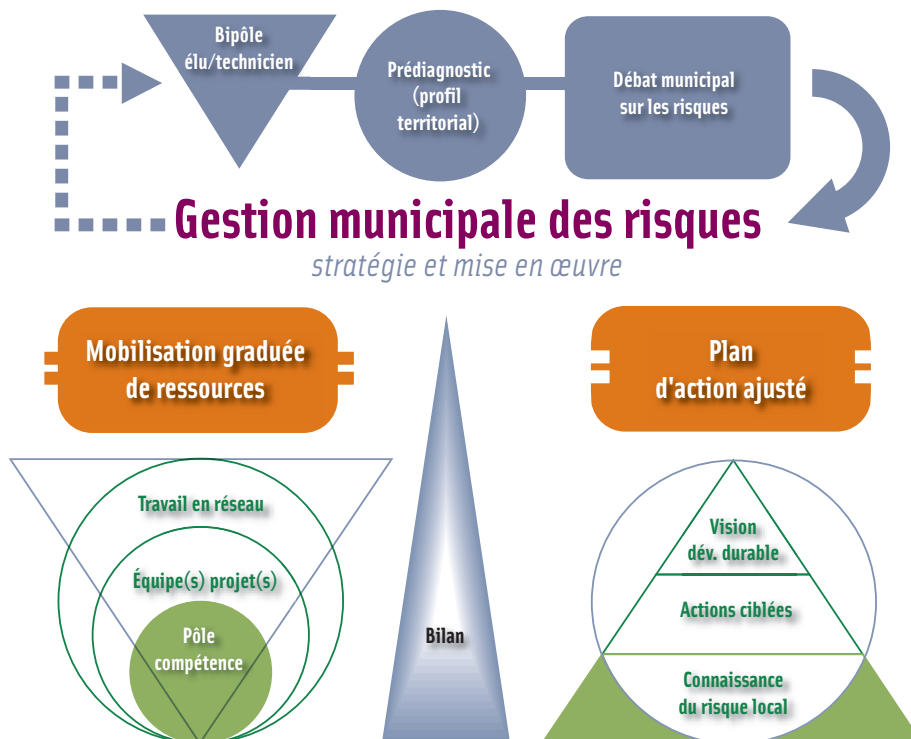 Bipôle
élu/technicien
Prédiagnostic
(profil
territorial)
Débat municipal
sur les risques
Gestion municipale des risques
stratégie et mise en œuvre
Mobilisation graduée
de ressources
Plan
d'action ajusté
Travail en réseau
Équipe(s) projet(s)
Pôle
compétence
Bilan
Vision
dév. durable
Actions ciblées
Connaissance
du risque local